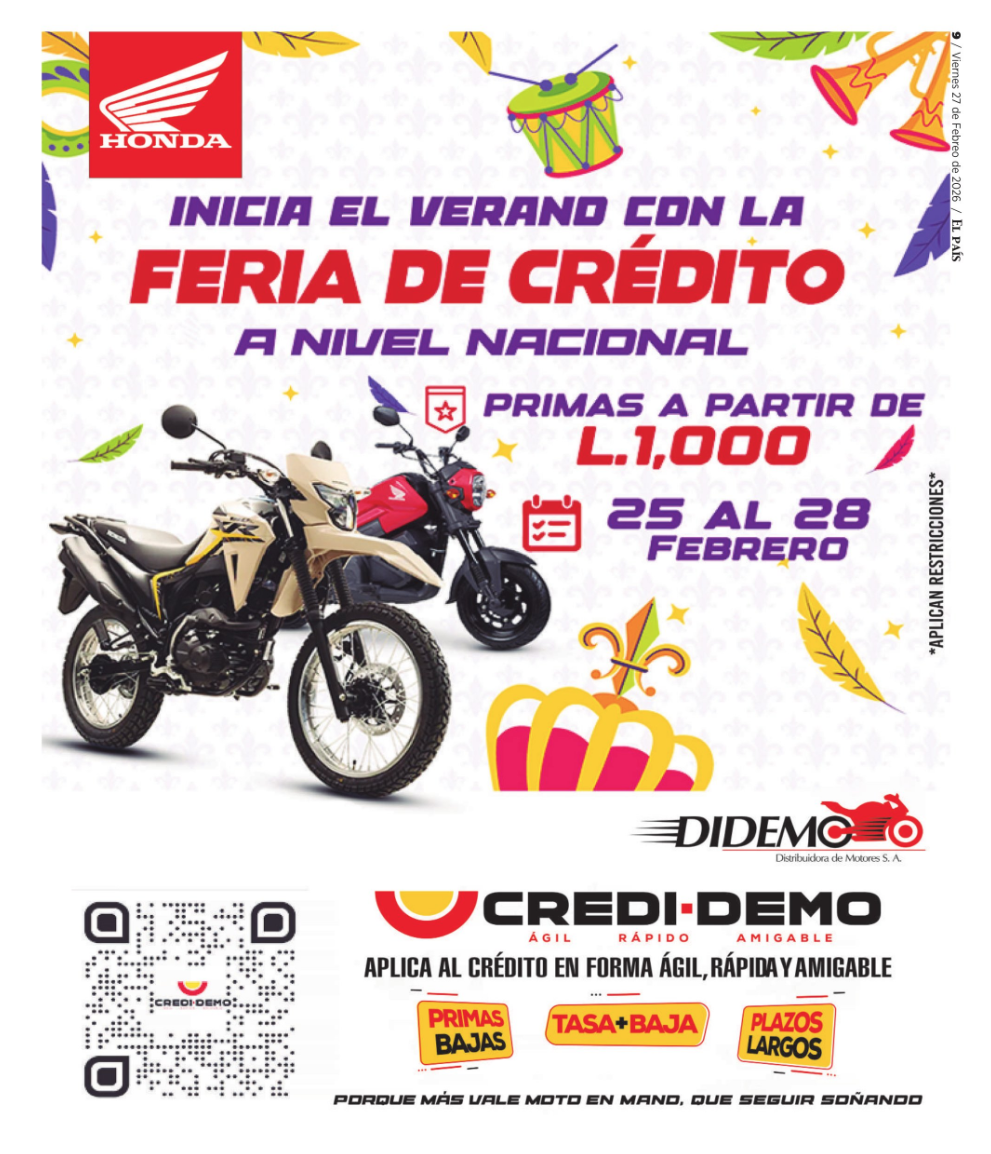 9 / Viernes 27 de Febreo de 2026 / EL PAÍS
HONDA
INICIA EL VERANO CON LA
FERIA DE CRÉDITO
A NIVEL NACIONAL
PRIMAS A PARTIR DE
L.1,000
25 AL 28
FEBRERO
*APLICAN RESTRICCIONES*
DIDEMO
Distribuidora de Motores S. A.
CREDI-DEMO
CREDI-DEMO
ÁGIL RÁPIDO AMIGABLE
APLICA AL CRÉDITO EN FORMA ÁGIL, RÁPIDA Y AMIGABLE
PRIMAS
BAJAS
TASA+BAJA
PLAZOS
LARGOS
PORQUE MÁS VALE MOTO EN MANO, QUE SEGUIR SOÑANDO